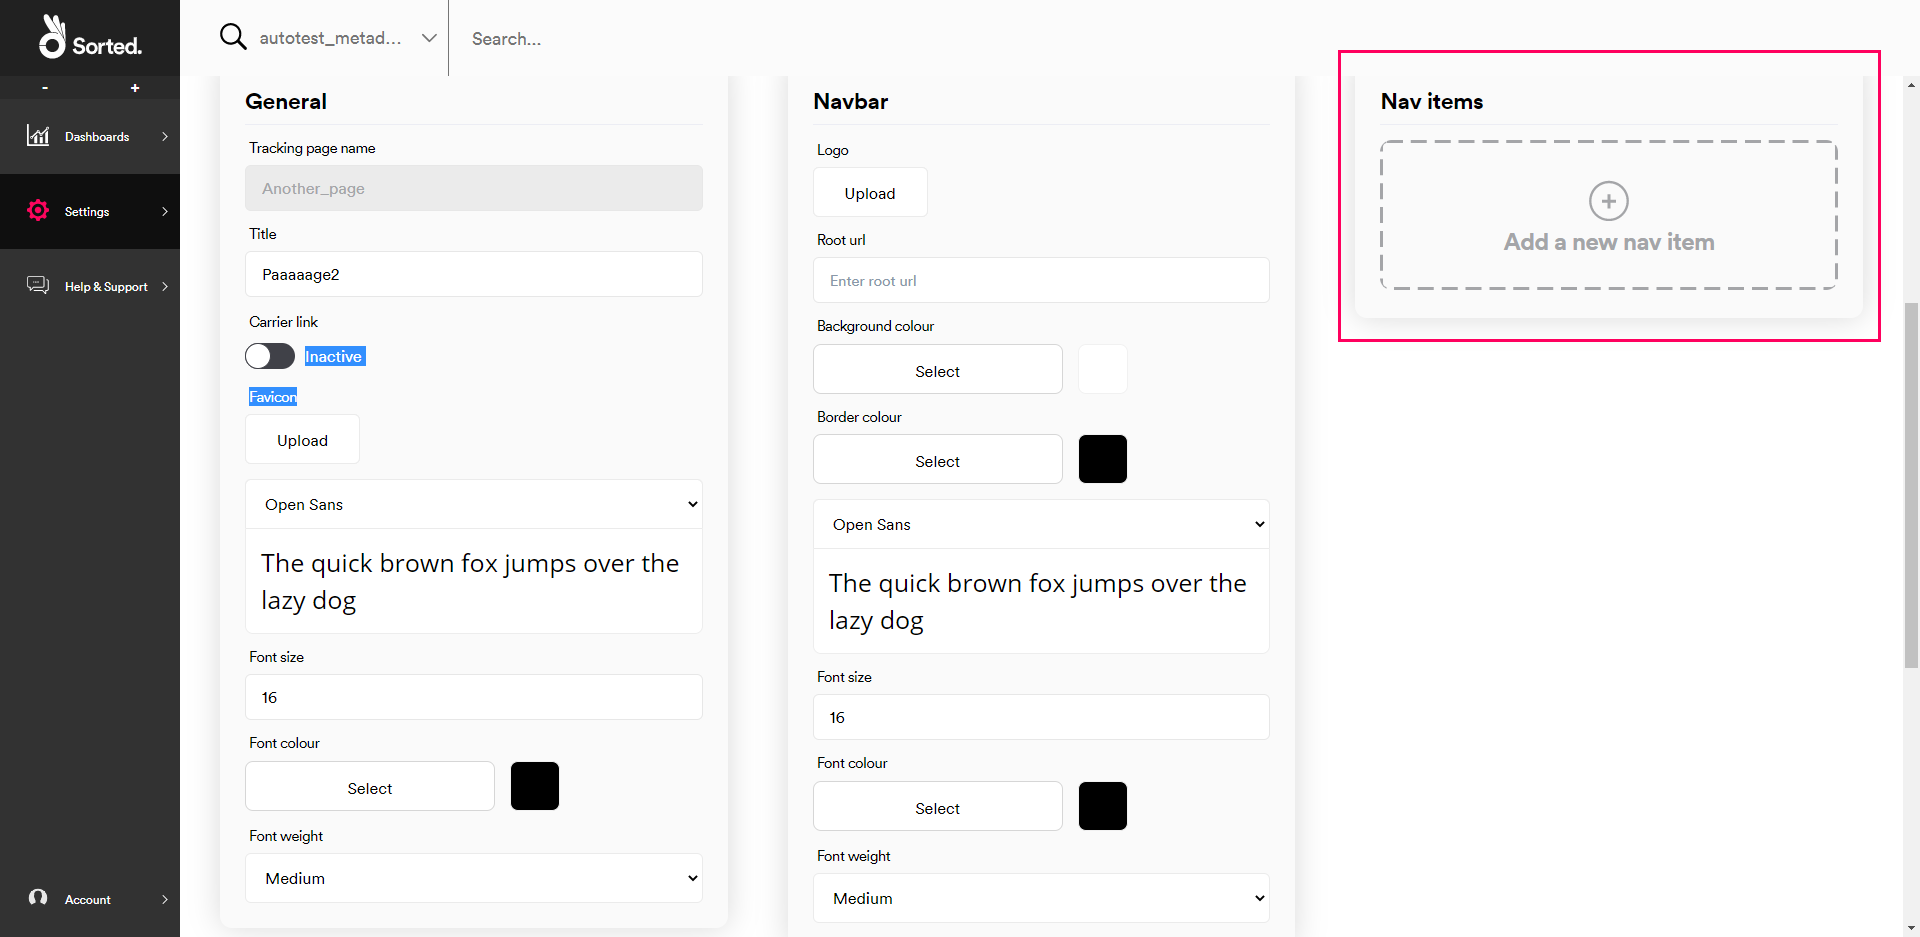 Sorted.
autotest_metad...
Search...
- +
Dashboards
Settings
Help & Support
Account
General
Tracking page name
Another_page
Title
Paaaaage2
Carrier link
Inactive
Favicon
Upload
Open Sans
The quick brown fox jumps over the
lazy dog
Font size
16
Font colour
Select
Font weight
Medium
Navbar
Logo
Upload
Root url
Enter root url
Background colour
Select
Border colour
Select
Open Sans
The quick brown fox jumps over the
lazy dog
Font size
16
Font colour
Select
Font weight
Medium
Nav items
Add a new nav item